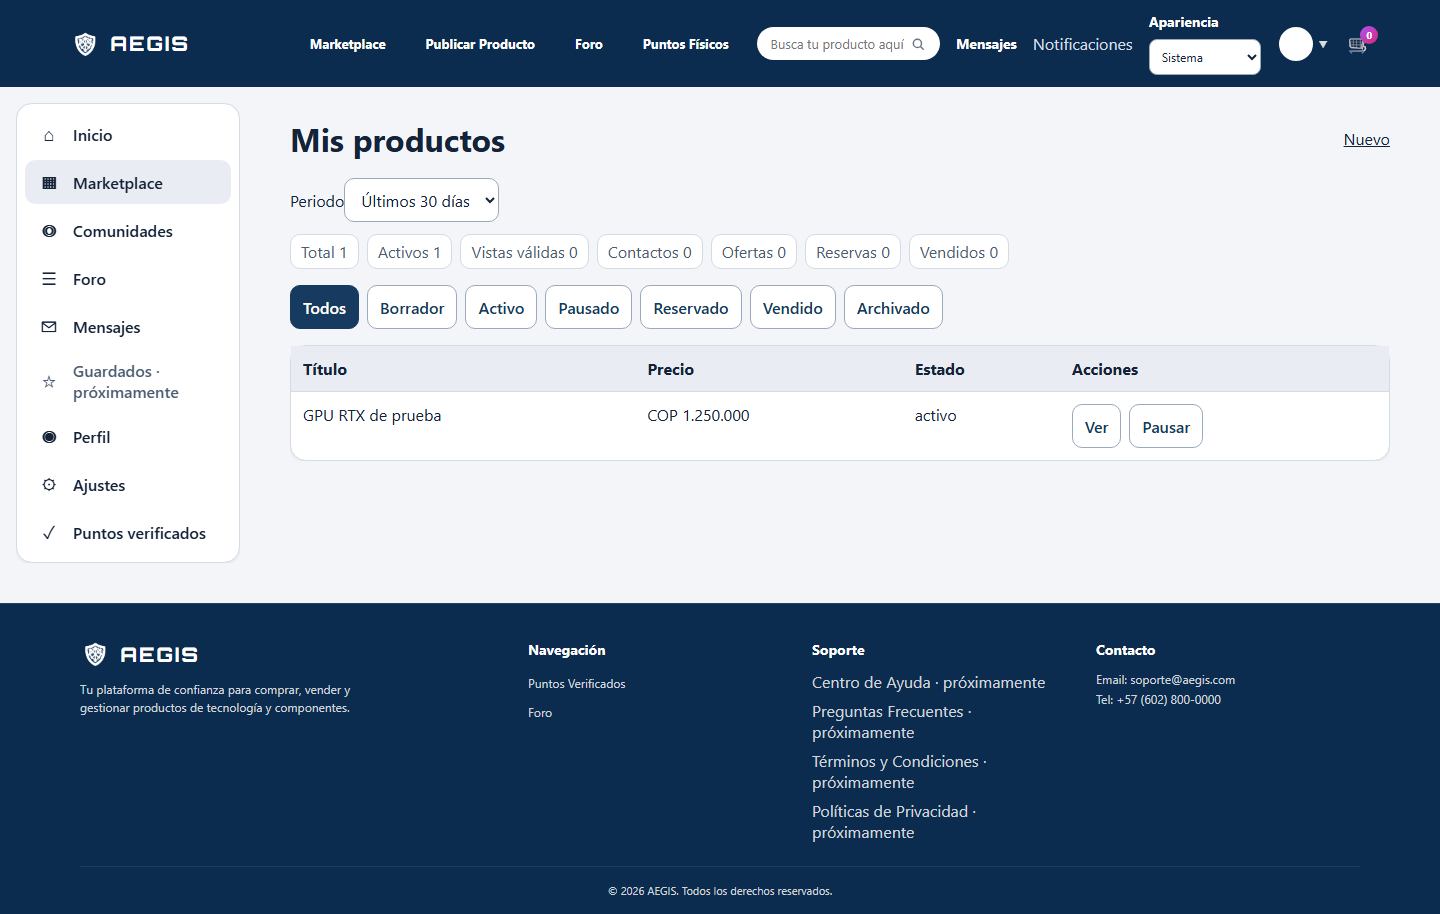 AEGIS
Marketplace
Publicar Producto
Foro
Puntos Físicos
Busca tu producto aquí
Mensajes
Notificaciones
Apariencia
Sistema
0
Inicio
Marketplace
Comunidades
Foro
Mensajes
Guardados ·
próximamente
Perfil
Ajustes
Puntos verificados
Mis productos
Nuevo
Periodo
Últimos 30 días
Total 1
Activos 1
Vistas válidas 0
Contactos 0
Ofertas 0
Reservas 0
Vendidos 0
Todos
Borrador
Activo
Pausado
Reservado
Vendido
Archivado
Título
Precio
Estado
Acciones
GPU RTX de prueba
COP 1.250.000
activo
Ver
Pausar
AEGIS
Tu plataforma de confianza para comprar, vender y
gestionar productos de tecnología y componentes.
Navegación
Puntos Verificados
Foro
Soporte
Centro de Ayuda · próximamente
Preguntas Frecuentes ·
próximamente
Términos y Condiciones ·
próximamente
Políticas de Privacidad ·
próximamente
Contacto
Email: soporte@aegis.com
Tel: +57 (602) 800-0000
© 2026 AEGIS. Todos los derechos reservados.